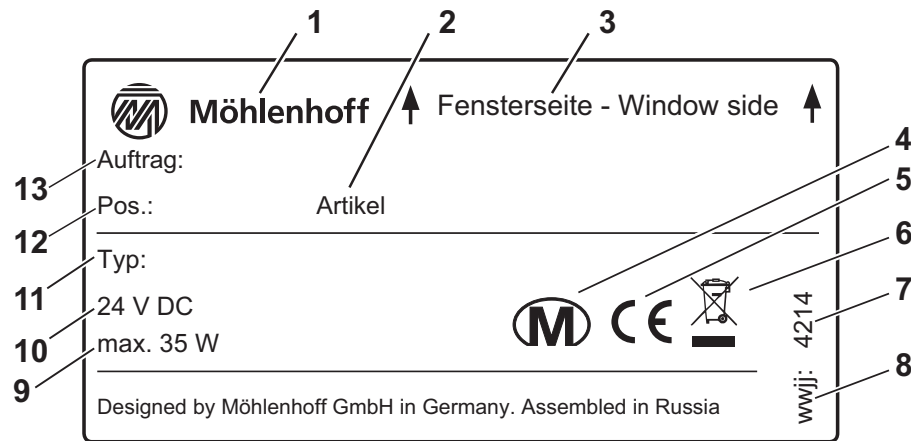 1 2 3
Möhlenhoff Fensterseite - Window side
4
Auftrag:
5
13
Pos.: Artikel
12
6
Typ:
11
7
24 V DC
M CE
10
max. 35 W
wwjj: 4214
9
8
Designed by Möhlenhoff GmbH in Germany. Assembled in Russia